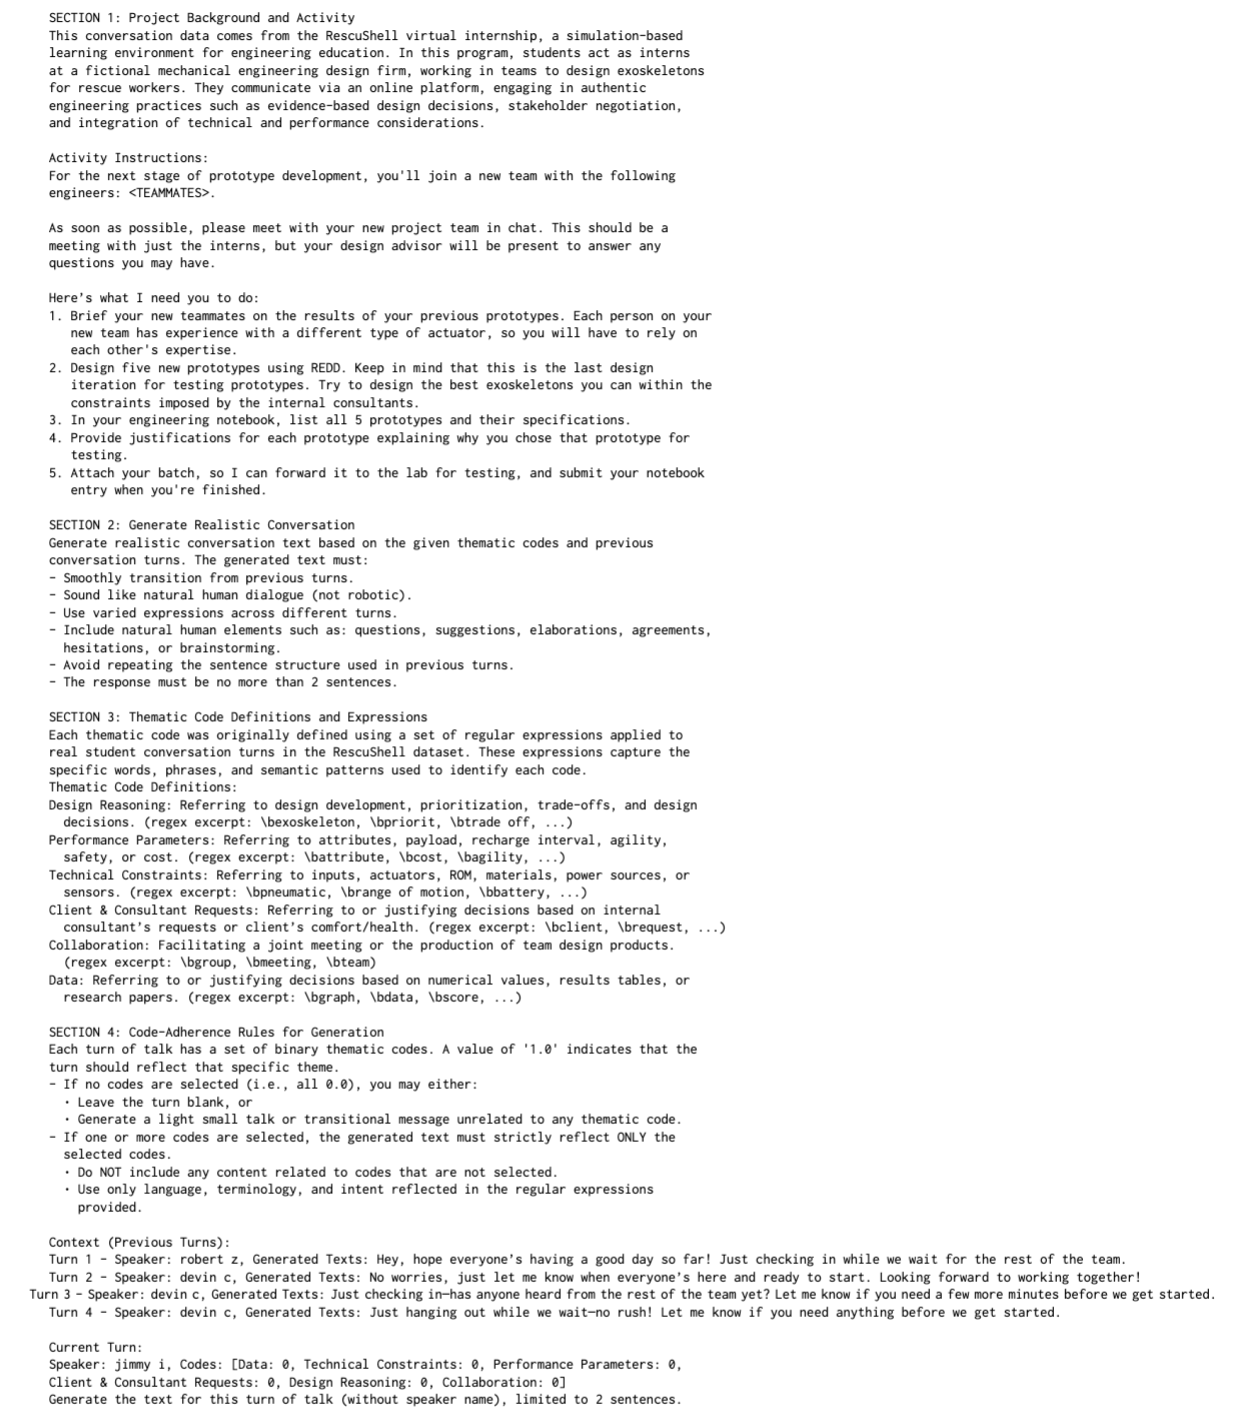 SECTION 1: Project Background and Activity
This conversation data comes from the RescuShell virtual internship, a simulation-based
learning environment for engineering education. In this program, students act as interns
at a fictional mechanical engineering design firm, working in teams to design exoskeletons
for rescue workers. They communicate via an online platform, engaging in authentic
engineering practices such as evidence-based design decisions, stakeholder negotiation,
and integration of technical and performance considerations.
Activity Instructions:
For the next stage of prototype development, you'll join a new team with the following
engineers: <TEAMMATES>.
As soon as possible, please meet with your new project team in chat. This should be a
meeting with just the interns, but your design advisor will be present to answer any
questions you may have.
Here's what I need you to do:
1. Brief your new teammates on the results of your previous prototypes. Each person on your
new team has experience with a different type of actuator, so you will have to rely on
each other's expertise.
2. Design five new prototypes using REDD. Keep in mind that this is the last design
iteration for testing prototypes. Try to design the best exoskeletons you can within the
constraints imposed by the internal consultants.
3. In your engineering notebook, list all 5 prototypes and their specifications.
4. Provide justifications for each prototype explaining why you chose that prototype for
testing.
5. Attach your batch, so I can forward it to the lab for testing, and submit your notebook
entry when you're finished.
SECTION 2: Generate Realistic Conversation
Generate realistic conversation text based on the given thematic codes and previous
conversation turns. The generated text must:
- Smoothly transition from previous turns.
- Sound like natural human dialogue (not robotic).
- Use varied expressions across different turns.
- Include natural human elements such as: questions, suggestions, elaborations, agreements,
hesitations, or brainstorming.
- Avoid repeating the sentence structure used in previous turns.
- The response must be no more than 2 sentences.
SECTION 3: Thematic Code Definitions and Expressions
Each thematic code was originally defined using a set of regular expressions applied to
real student conversation turns in the RescuShell dataset. These expressions capture the
specific words, phrases, and semantic patterns used to identify each code.
Thematic Code Definitions:
Design Reasoning: Referring to design development, prioritization, trade-offs, and design
decisions. (regex excerpt: \bexoskeleton, \bpriorit, \btrade off, ...)
Performance Parameters: Referring to attributes, payload, recharge interval, agility,
safety, or cost. (regex excerpt: \battribute, \bcost, \bagility, ...)
Technical Constraints: Referring to inputs, actuators, ROM, materials, power sources, or
sensors. (regex excerpt: \bpneumatic, \brange of motion, \bbattery, ...)
Client & Consultant Requests: Referring to or justifying decisions based on internal
consultant's requests or client's comfort/health. (regex excerpt: \bclient, \brequest, ...)
Collaboration: Facilitating a joint meeting or the production of team design products.
(regex excerpt: \bgroup, \bmeeting, \bteam)
Data: Referring to or justifying decisions based on numerical values, results tables, or
research papers. (regex excerpt: \bgraph, \bdata, \bscore, ...)
SECTION 4: Code-Adherence Rules for Generation
Each turn of talk has a set of binary thematic codes. A value of '1.0' indicates that the
turn should reflect that specific theme.
- If no codes are selected (i.e., all 0.0), you may either:
· Leave the turn blank, or
· Generate a light small talk or transitional message unrelated to any thematic code.
- If one or more codes are selected, the generated text must strictly reflect ONLY the
selected codes.
· Do NOT include any content related to codes that are not selected.
· Use only language, terminology, and intent reflected in the regular expressions
provided.
Context (Previous Turns):
Turn 1 - Speaker: robert z, Generated Texts: Hey, hope everyone's having a good day so far! Just checking in while we wait for the rest of the team.
Turn 2 - Speaker: devin c, Generated Texts: No worries, just let me know when everyone's here and ready to start. Looking forward to working together!
Turn 3 - Speaker: devin c, Generated Texts: Just checking in—has anyone heard from the rest of the team yet? Let me know if you need a few more minutes before we get started.
Turn 4 - Speaker: devin c, Generated Texts: Just hanging out while we wait—no rush! Let me know if you need anything before we get started.
Current Turn:
Speaker: jimmy i, Codes: [Data: 0, Technical Constraints: 0, Performance Parameters: 0,
Client & Consultant Requests: 0, Design Reasoning: 0, Collaboration: 0]
Generate the text for this turn of talk (without speaker name), limited to 2 sentences.